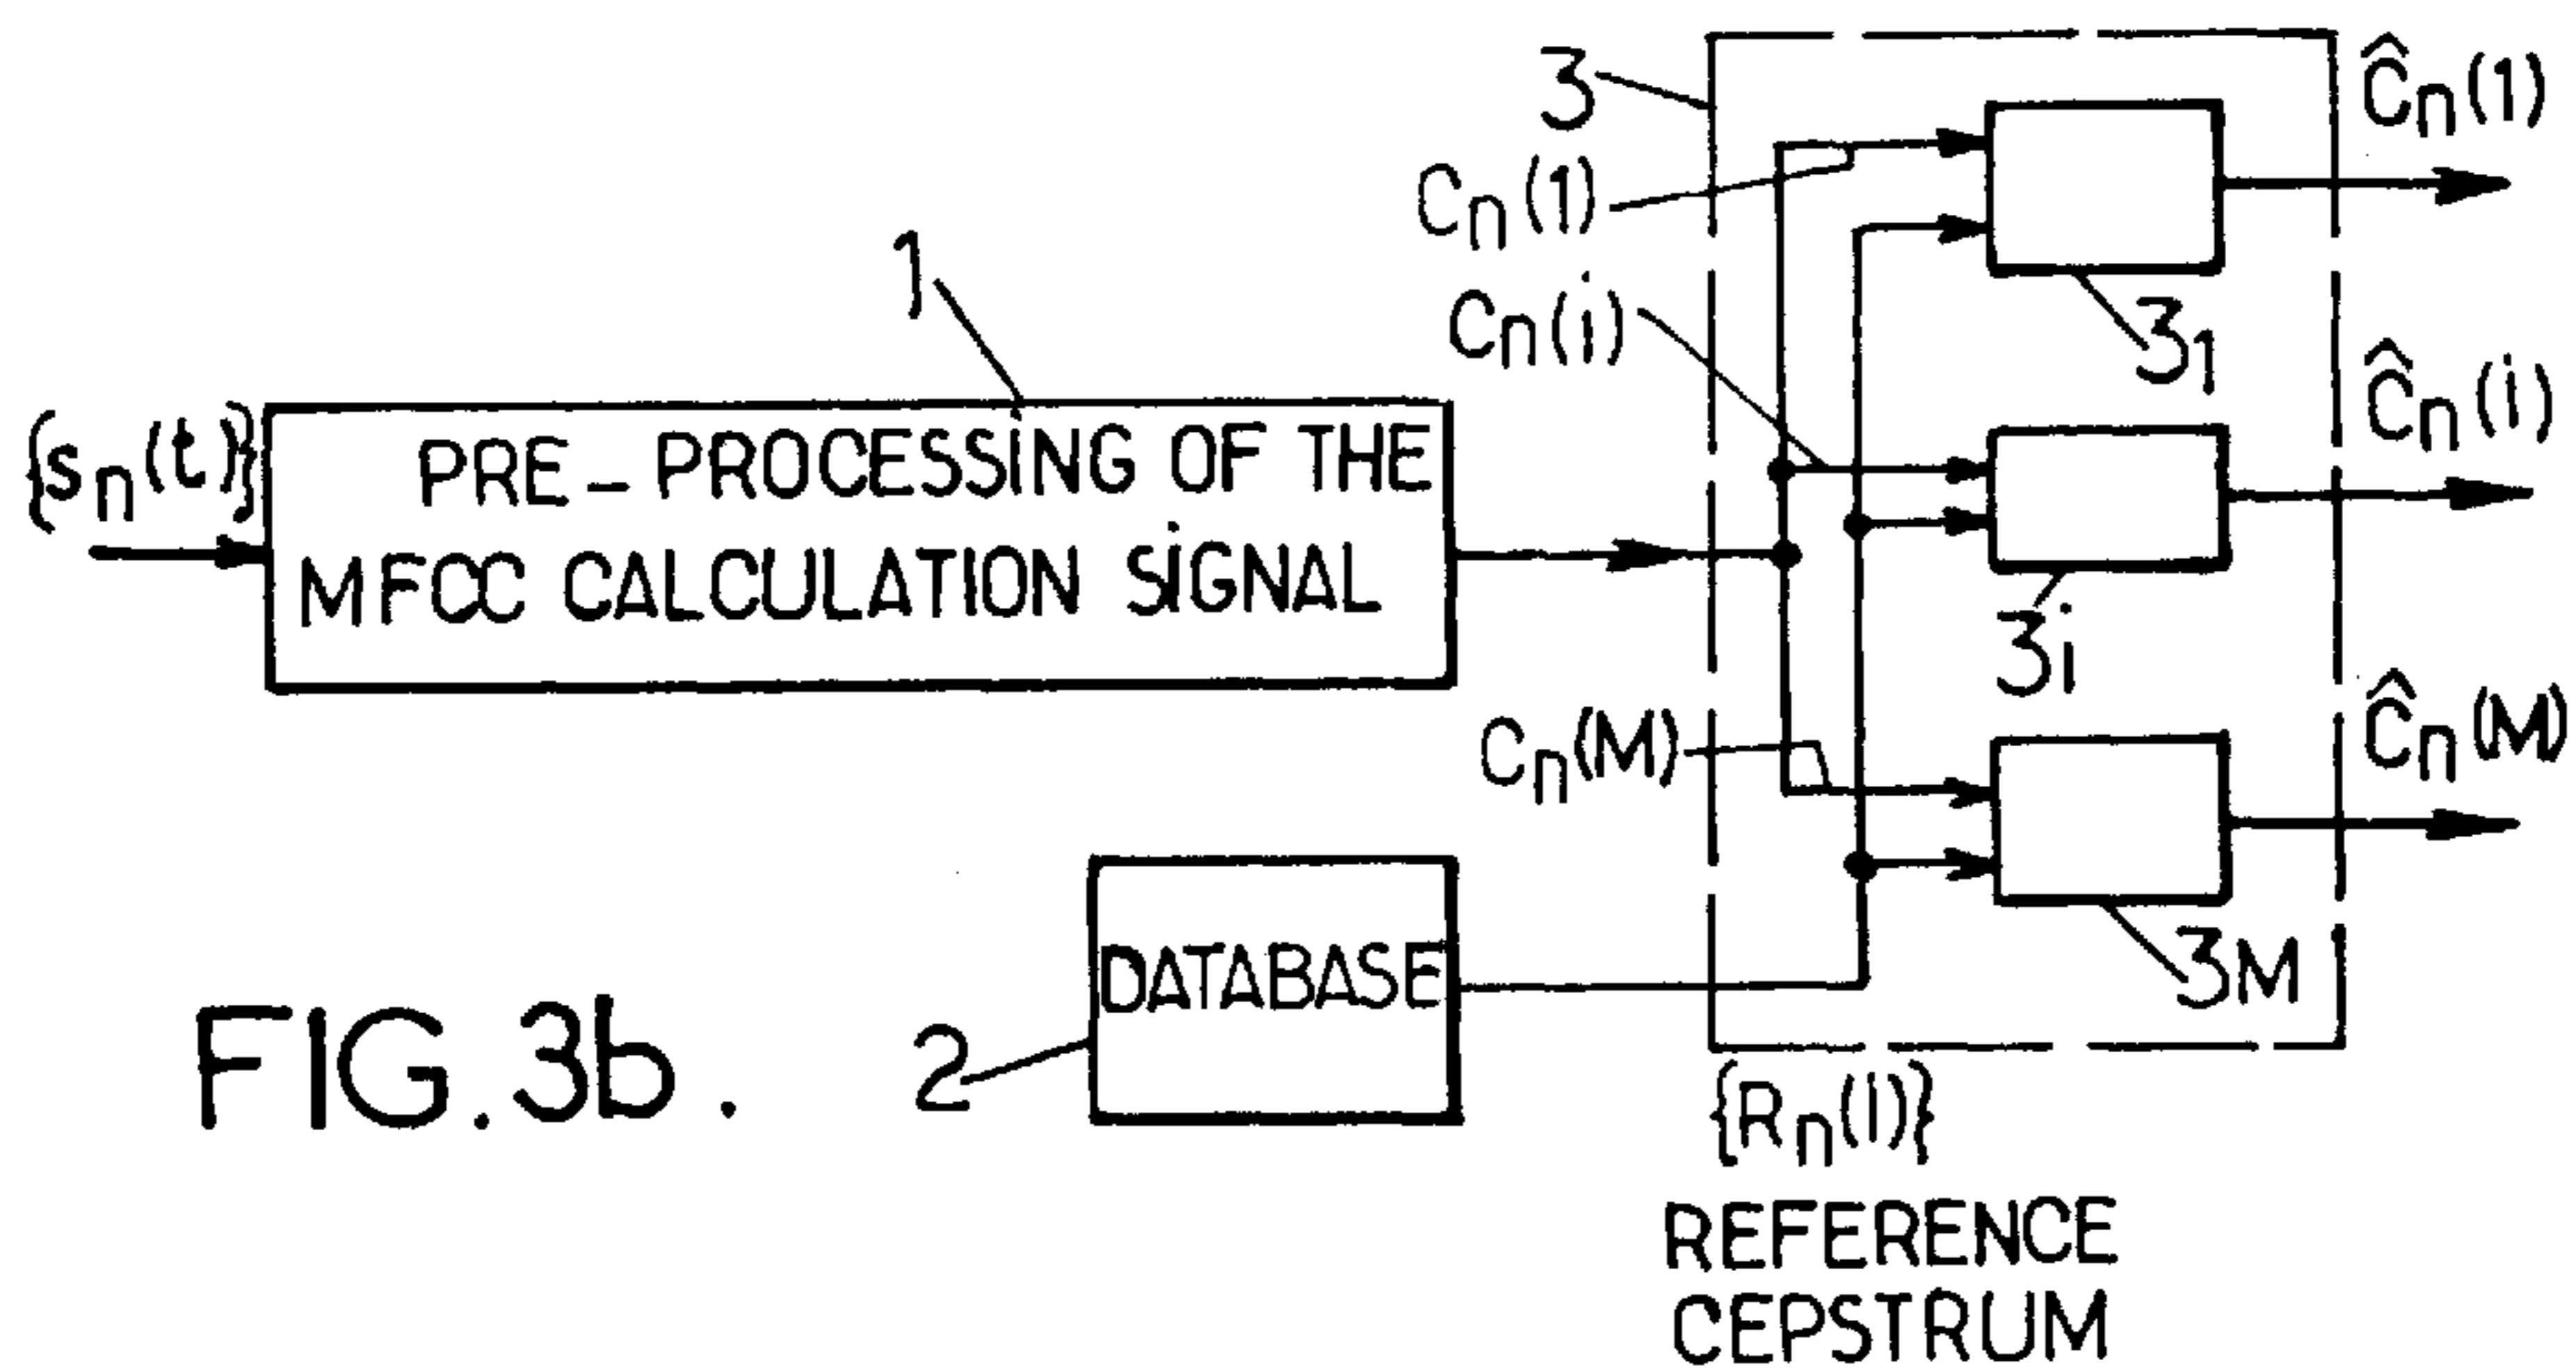 3
Ĉn(1)
Cn(1)
1
Cn(i)
31
{sn(t)}
PRE-PROCESSING OF THE
MFCC CALCULATION SIGNAL
Ĉn(i)
3i
Cn(M)
Ĉn(M)
DATABASE
3M
2
FIG.3b.
{Rn(i)}
REFERENCE
CEPSTRUM